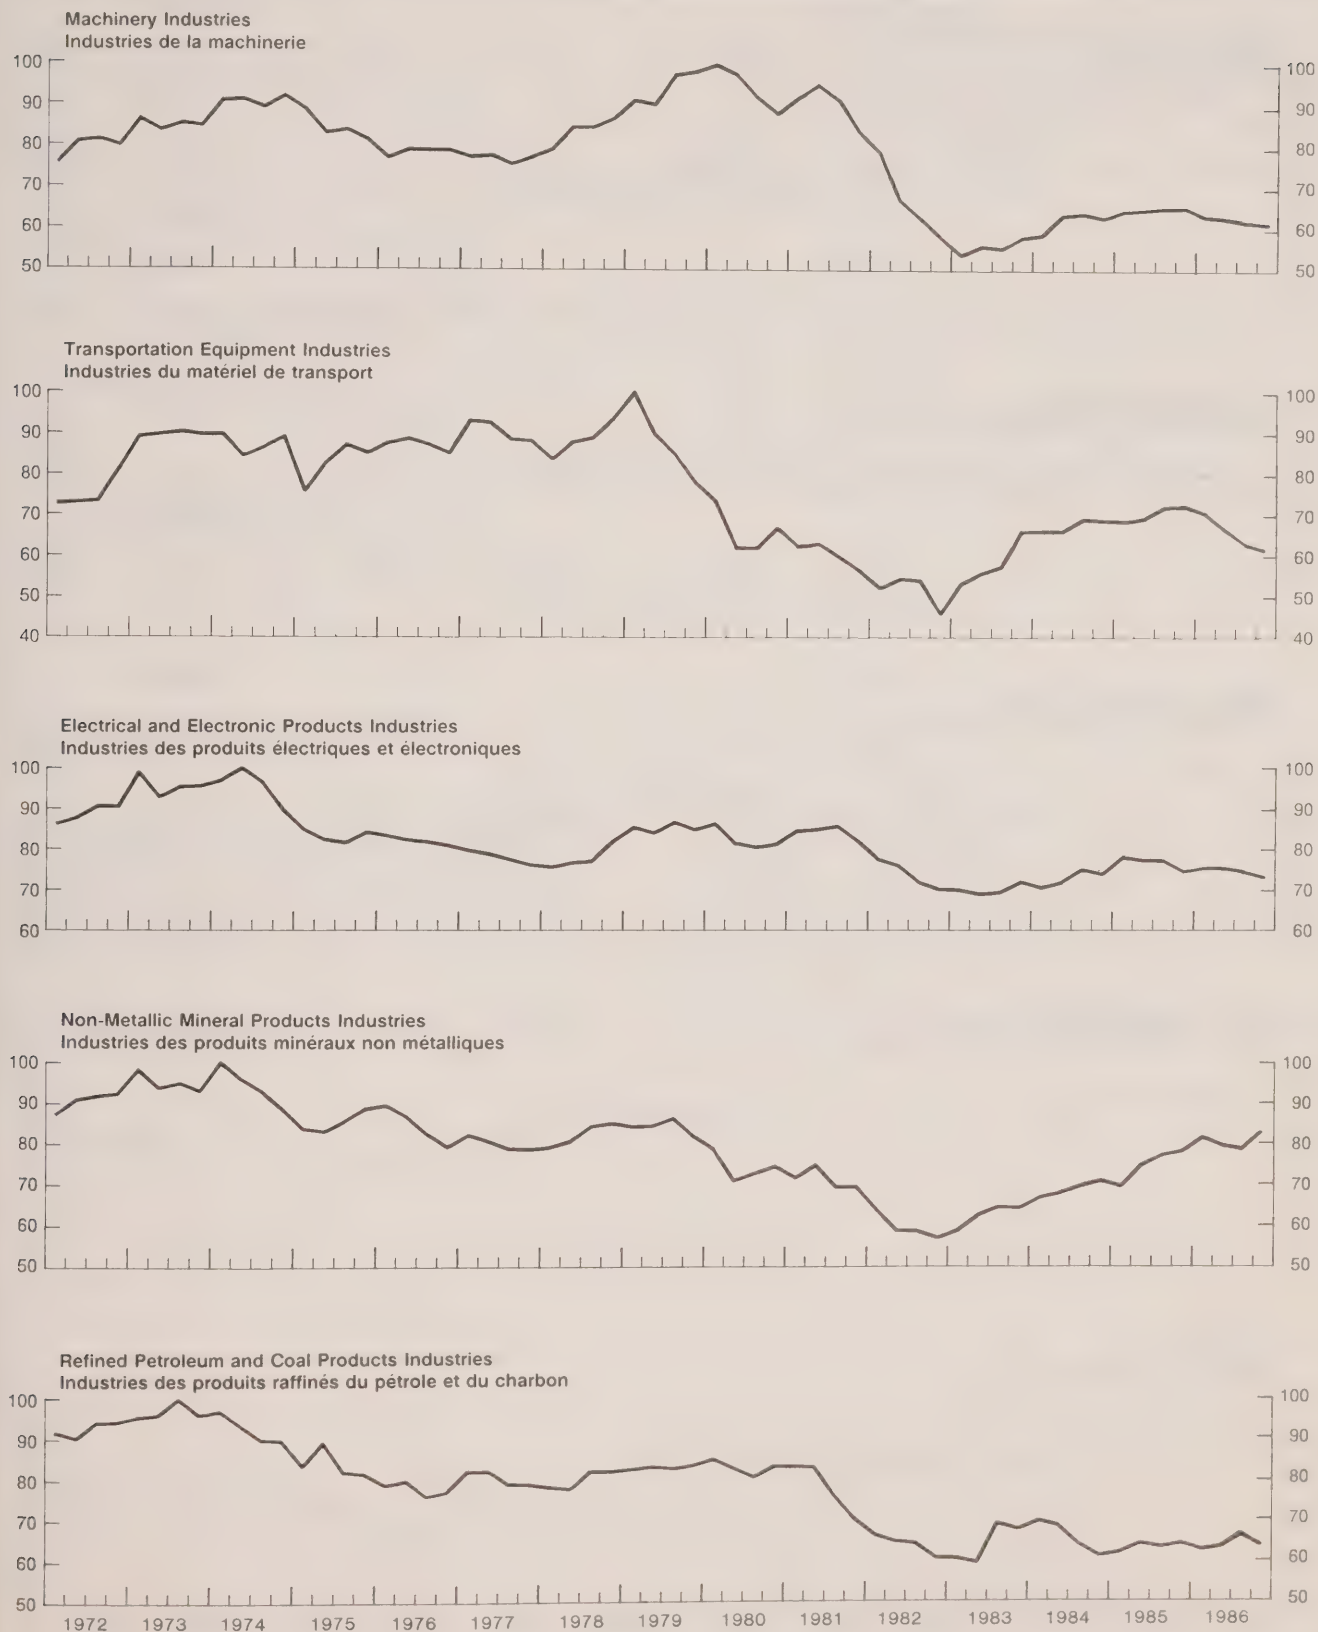 Machinery Industries
Industries de la machinerie
100 100
90 90
80 80
70 70
60 60
50 50
Transportation Equipment Industries
Industries du matériel de transport
100 100
90 90
80 80
70 70
60 60
50 50
40 40
Electrical and Electronic Products Industries
Industries des produits électriques et électroniques
100 100
90 90
80 80
70 70
60 60
Non-Metallic Mineral Products Industries
Industries des produits minéraux non métalliques
100 100
90 90
80 80
70 70
60 60
50 50
Refined Petroleum and Coal Products Industries
Industries des produits raffinés du pétrole et du charbon
100 100
90 90
80 80
70 70
60 60
50 50
1972 1973 1974 1975 1976 1977 1978 1979 1980 1981 1982 1983 1984 1985 1986